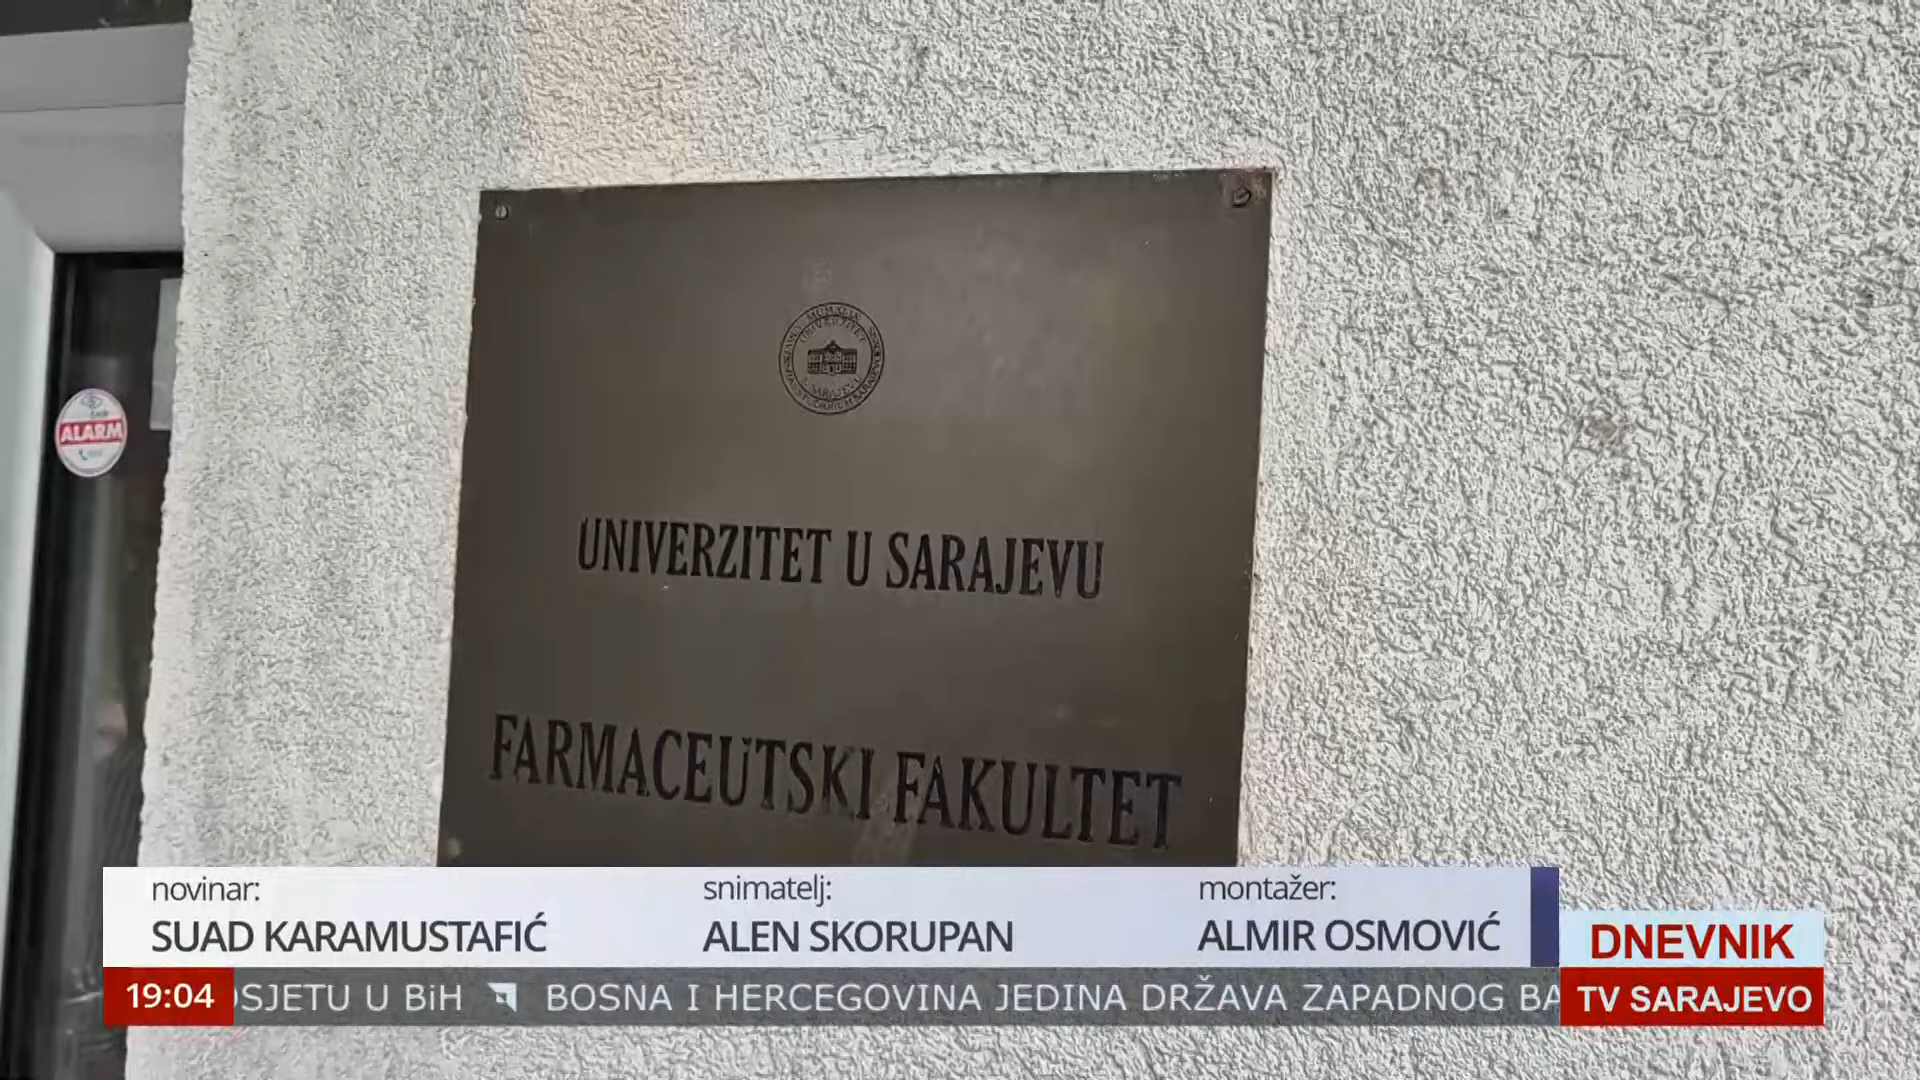 ALARM
UNIVERZITET U SARAJEVU
FARMACEUTSKI FAKULTET
novinar:
SUAD KARAMUSTAFIĆ
snimatelj:
ALEN SKORUPAN
montažer:
ALMIR OSMOVIĆ
DNEVNIK
TV SARAJEVO
19:04
OSJETU U BiH BOSNA I HERCEGOVINA JEDINA DRŽAVA ZAPADNOG BA